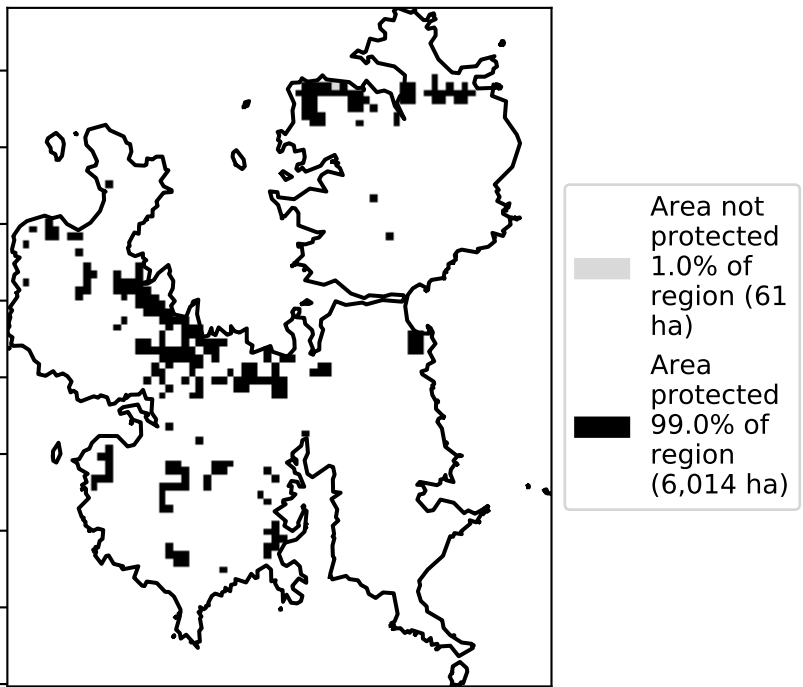 Area not
protected
1.0% of
region (61
ha)
Area
protected
99.0% of
region
(6,014 ha)